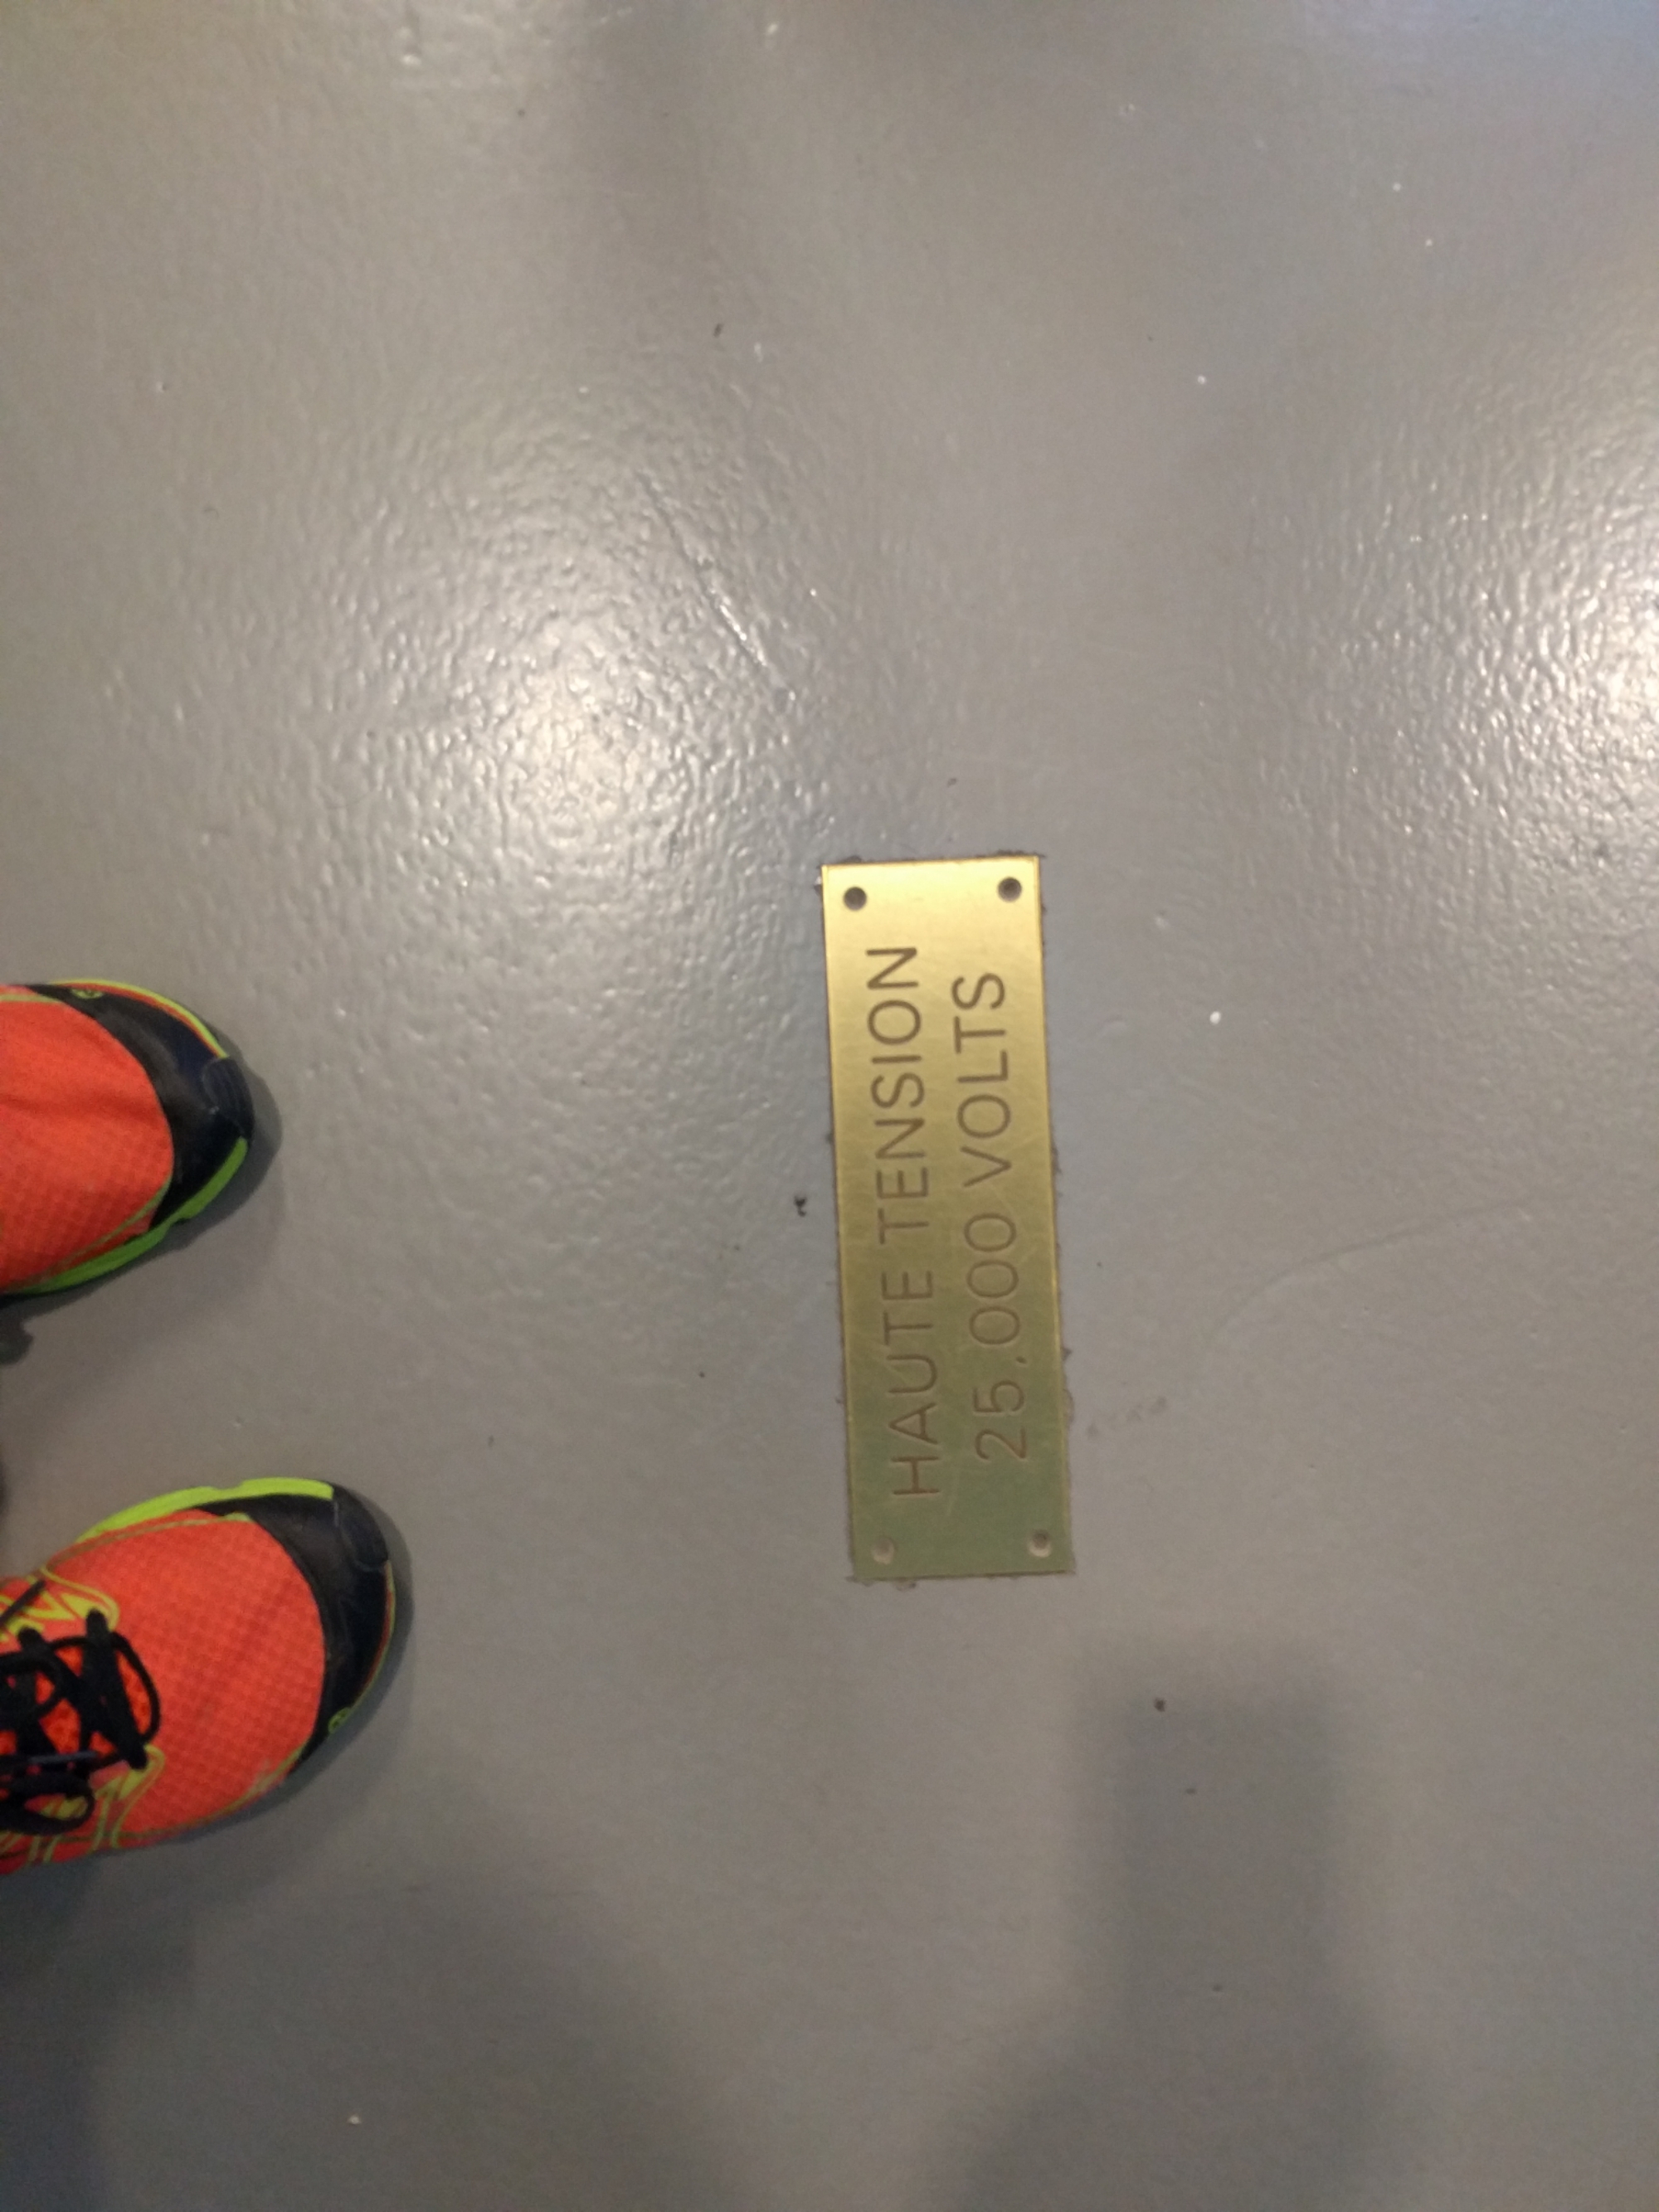 HAUTE TENSION
25.000 VOLTS